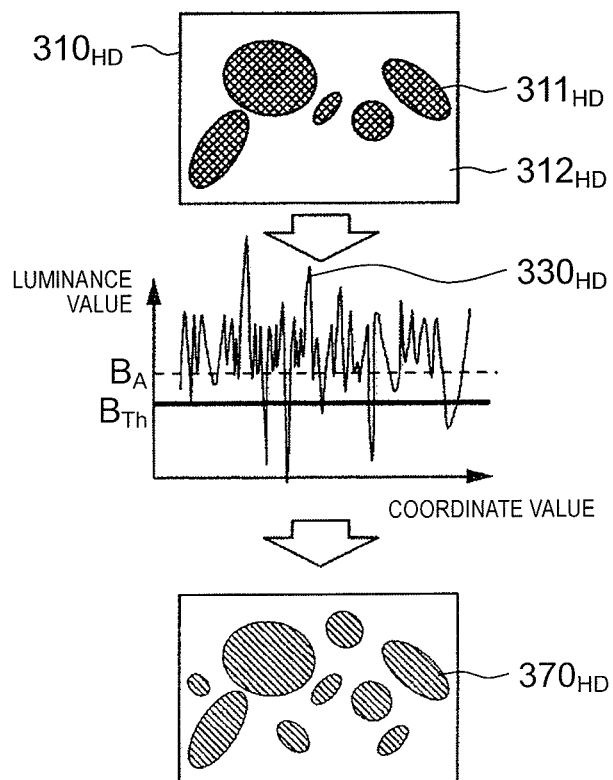 310HD
311HD
312HD
330HD
LUMINANCE
VALUE
BA
BTh
COORDINATE VALUE
370HD